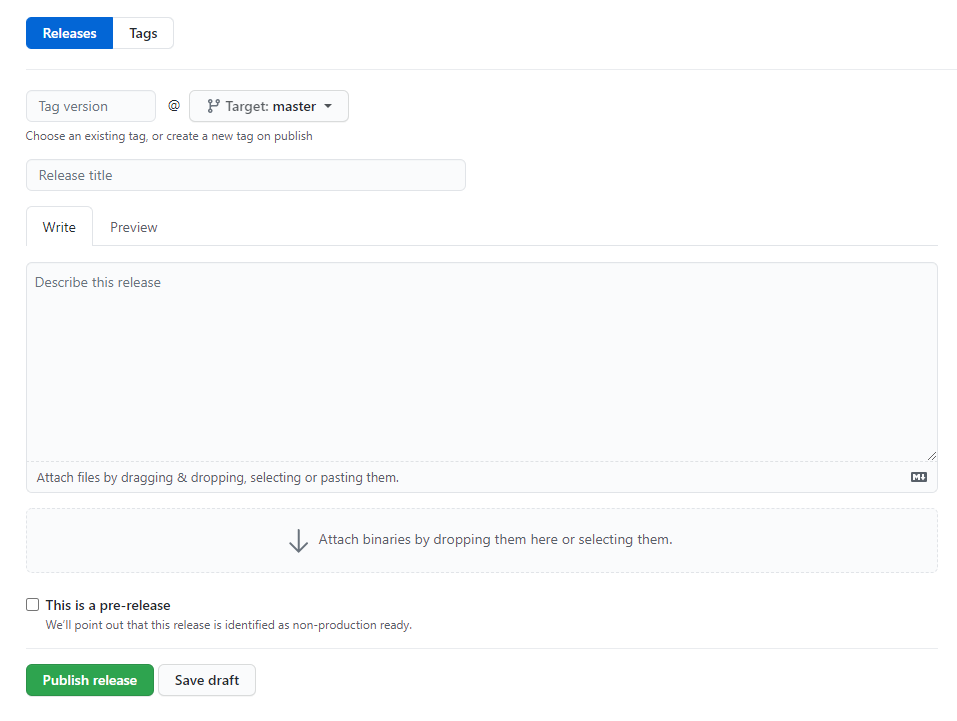 Releases Tags
Tag version @ Target: master
Choose an existing tag, or create a new tag on publish
Release title
Write Preview
Describe this release
Attach files by dragging & dropping, selecting or pasting them.
Attach binaries by dropping them here or selecting them.
This is a pre-release
We’ll point out that this release is identified as non-production ready.
Publish release Save draft